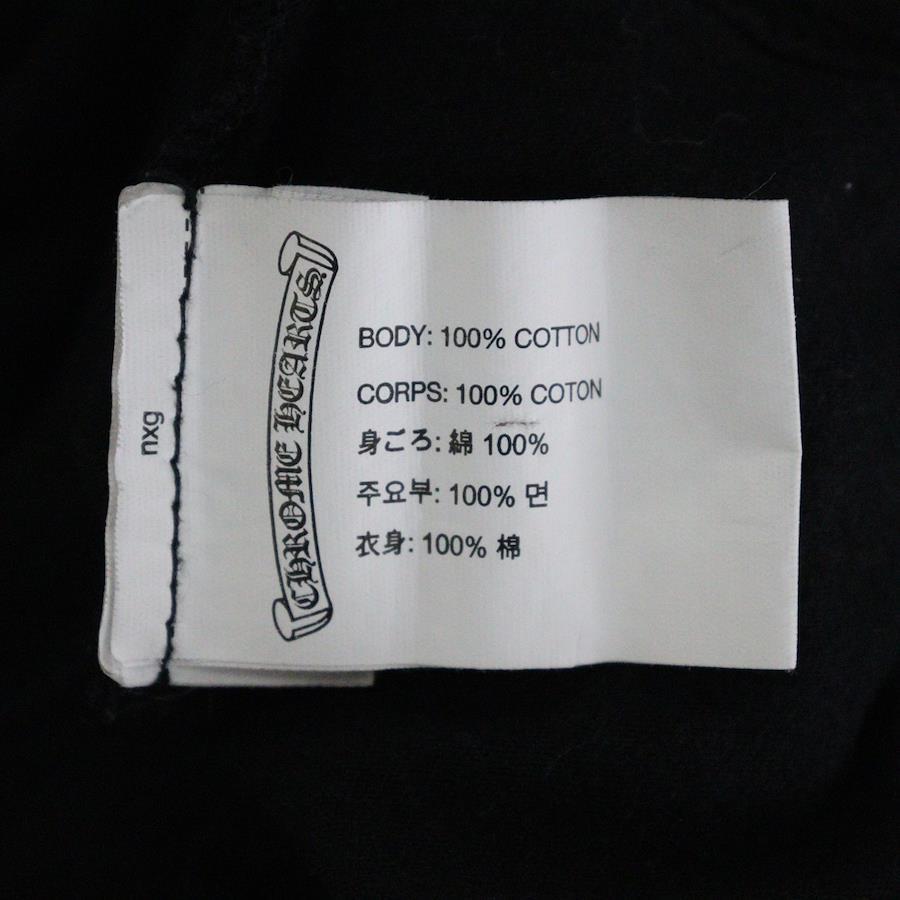 CHROME HEARTS
BODY: 100% COTTON
CORPS: 100% COTON
身ごろ: 綿 100%
주요부: 100% 면
衣身: 100% 棉
nxg